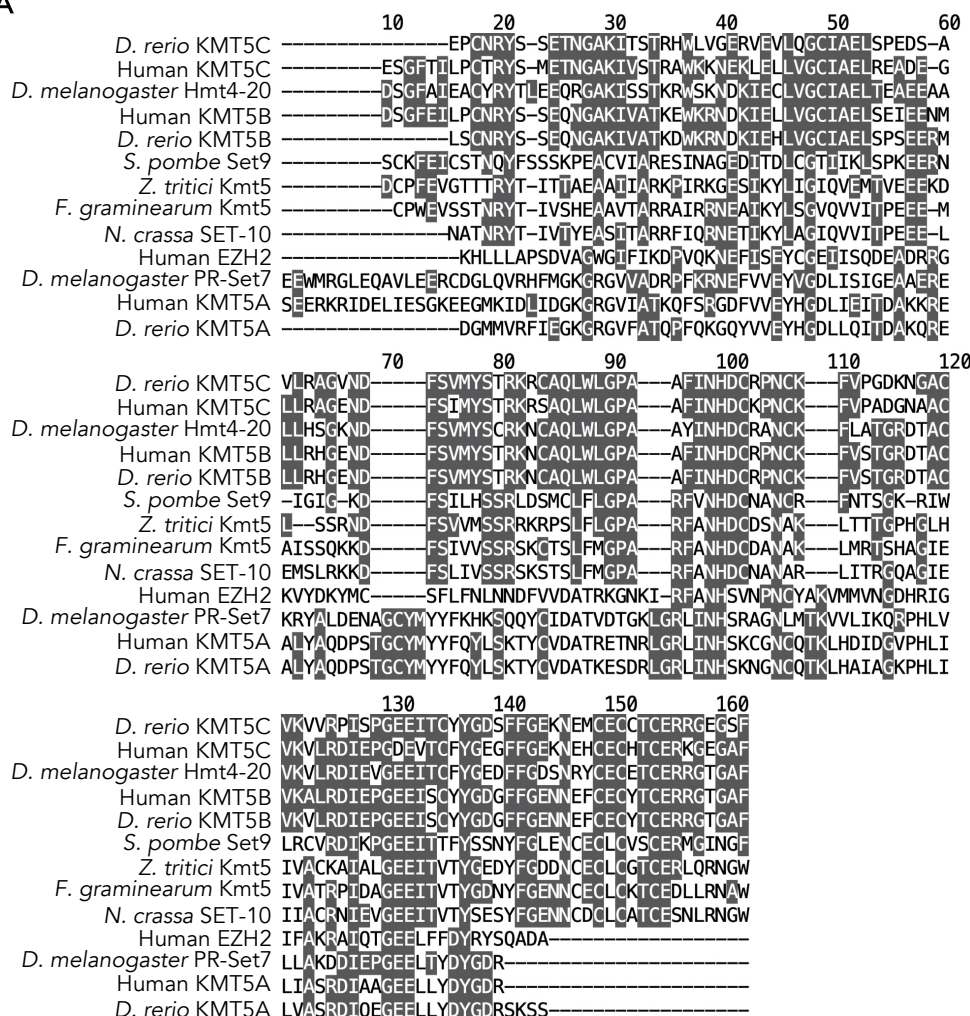 A
10 20 30 40 50 60
D. rerio KMT5C ---------------EPCNRYS-SETNGAKITSTRHWLVGERVEVLQGCIAELSPEDS-A
Human KMT5C ---------ESGFTILPCTRYS-METNGAKIVSTRAWKKNEKLELLVGCIAELREADE-G
D. melanogaster Hmt4-20 ---------DSGFAIEACYRYTLEEQRGAKISSTKRWSKNDKIECLVGCIAELTEAEEAA
Human KMT5B ---------DSGFEILPCNRYS-SEQNGAKIVATKEWKRNDKIELLVGCIAELSEIEENM
D. rerio KMT5B ---------------LSCNRYS-SEQNGAKIVATKDWKRNDKIEHLVGCIAELSPSEERM
S. pombe Set9 ---------SCKFEICSTNQYFSSSKPEACVIARESINAGEDITDLCGTIIKLSPKEERN
Z. tritici Kmt5 ---------DCPFEVGTTTRYT-ITTAEAAIIARKPIRKGESIKYLIGIQVEMTVEEEKD
F. graminearum Kmt5 ----------CPWEVSSTNRYT-IVSHEAAVTARRAIRRNEAIKYLSGVQVVITPEEE-M
N. crassa SET-10 ---------------NATNRYT-IVTYEASITARRFIQRNETIKYLAGIQVVITPEEE-L
Human EZH2 ----------------KHLLLAPSDVAGWGIFIKDPVQKNEFISEYCGEIISQDEADRRG
D. melanogaster PR-Set7 EEWMRGLEQAVLEERCDGLQVRHFMGKGRGVVADRPFKRNEFVVEYVGDLISIGEAAERE
Human KMT5A SEERKRIDELIESGKEEGMKIDLIDGKGRGVIATKQFSRGDFVVEYHGDLIEITDAKKRE
D. rerio KMT5A ----------------DGMMVRFIEGKGRGVFATQPFQKGQYVVEYHGDLLQITDAKQRE
70 80 90 100 110 120
D. rerio KMT5C VLRAGVND-----FSVMYSTRKRCAQLWLGPA---AFINHDCRPNCK---FVPGDKNGAC
Human KMT5C LLRAGEND-----FSIMYSTRKRSAQLWLGPA---AFINHDCKPNCK---FVPADGNAAC
D. melanogaster Hmt4-20 LLHSGKND-----FSVMYSCRKNCAQLWLGPA---AYINHDCRANCK---FLATGRDTAC
Human KMT5B LLRHGEND-----FSVMYSTRKNCAQLWLGPA---AFINHDCRPNCK---FVSTGRDTAC
D. rerio KMT5B LLRHGEND-----FSVMYSTRKNCAQLWLGPA---AFINHDCRPNCK---FVSTGRDTAC
S. pombe Set9 -IGIG-KD-----FSILHSSRLDSMCLFLGPA---RFVNHDCNANCR---FNTSGK-RIW
Z. tritici Kmt5 L--SSRND-----FSVVMSSRRKRPSLFLGPA---RFANHDCDSNAK---LTTTGPHGLH
F. graminearum Kmt5 AISSQKKD-----FSIVVSSRSKCTSLFMGPA---RFANHDCDANAK---LMRTSHAGIE
N. crassa SET-10 EMSLRKKD-----FSLIVSSRSKSTSLFMGPA---RFANHDCNANAR---LITRGQAGIE
Human EZH2 KVYDKYMC-----SFLFNLNNDFVVDATRKGNKI-RFANHSVNPNCYAKVMMVNGDHRIG
D. melanogaster PR-Set7 KRYALDENAGCYMYYFKHKSQQYCIDATVDTGKLGRLINHSRAGNLMTKVVLIKQRPHLV
Human KMT5A ALYAQDPSTGCYMYYFQYLSKTYCVDATRETNRLGRLINHSKCGNCQTKLHDIDGVPHLI
D. rerio KMT5A ALYAQDPSTGCYMYYFQYLSKTYCVDATKESDRLGRLINHSKNGNCQTKLHAIAGKPHLI
130 140 150 160
D. rerio KMT5C VKVVRPISPGEEITCYYGDSFFGEKNEMCECCTCERRGEGSF
Human KMT5C VKVLRDIEPGDEVTCFYGEGFFGEKNEHCECHTCERKGEGAF
D. melanogaster Hmt4-20 VKVLRDIEVGEEITCFYGEDFFGDSNRYCECETCERRGTGAF
Human KMT5B VKALRDIEPGEEISCYYGDGFFGENNEFCECYTCERRGTGAF
D. rerio KMT5B VKVLRDIEPGEEISCYYGDGFFGENNEFCECYTCERRGTGAF
S. pombe Set9 LRCVRDIKPGEEITTFYSSNYFGLENCECLCVSCERMGINGF
Z. tritici Kmt5 IVACKAIALGEEITVTYGEDYFGDDNCECLCGTCERLQRNGW
F. graminearum Kmt5 IVATRPIDAGEEITVTYGDNYFGENNCECLCKTCEDLLRNAW
N. crassa SET-10 IIACRNIEVGEEITVTYSESYFGENNCDCLCATCESNLRNGW
Human EZH2 IFAKRAIQTGEELFFDYRYSQADA------------------
D. melanogaster PR-Set7 LLAKDDIEPGEELTYDYGDR----------------------
Human KMT5A LIASRDIAAGEELLYDYGDR----------------------
D. rerio KMT5A LVASRDIQEGEELLYDYGDRSKSS------------------